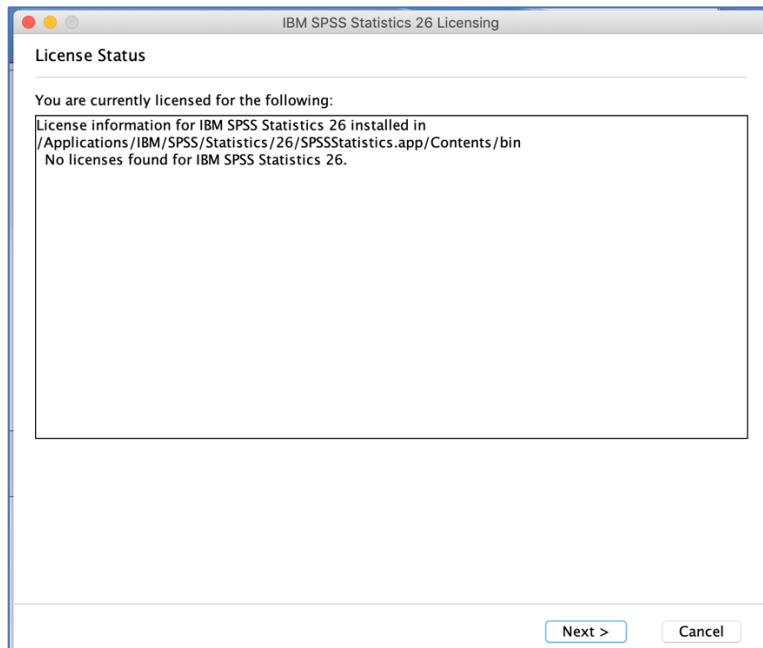 IBM SPSS Statistics 26 Licensing
License Status
You are currently licensed for the following:
License information for IBM SPSS Statistics 26 installed in
/Applications/IBM/SPSS/Statistics/26/SPSSStatistics.app/Contents/bin
No licenses found for IBM SPSS Statistics 26.
Next >
Cancel